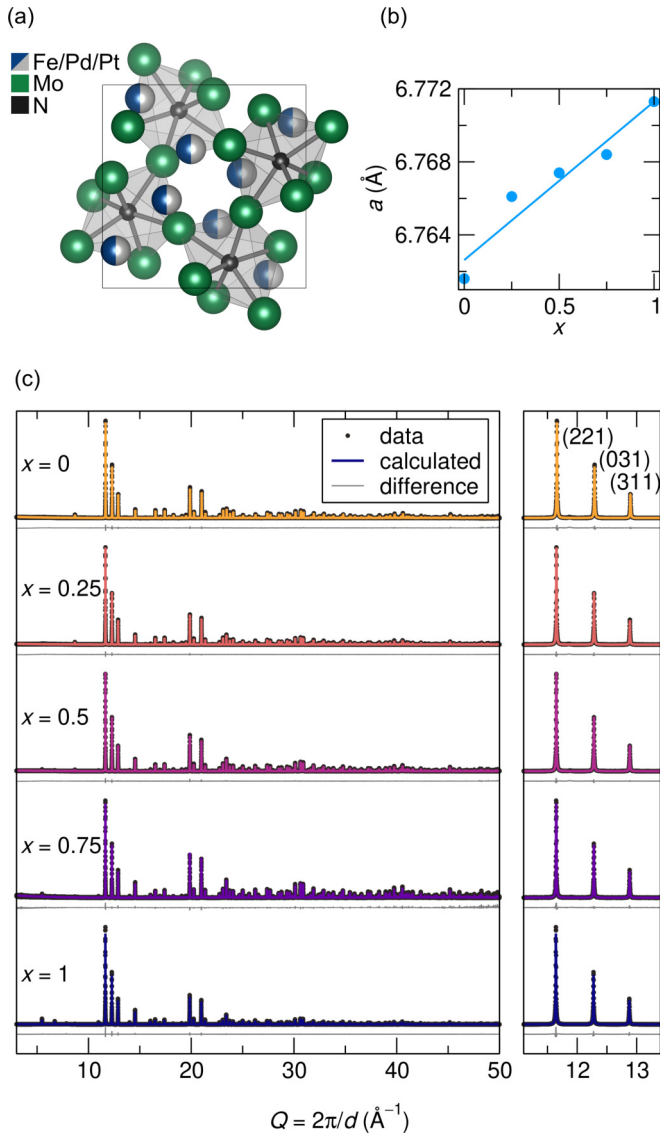 (a)
Fe/Pd/Pt
Mo
N
(b)
6.772
6.768
6.764
a (Å)
0 0.5 1
x
(c)
data
calculated
difference
x = 0
x = 0.25
x = 0.5
x = 0.75
x = 1
(221)
(031)
(311)
10 20 30 40 50
12 13
Q = 2π/d (Å⁻¹)